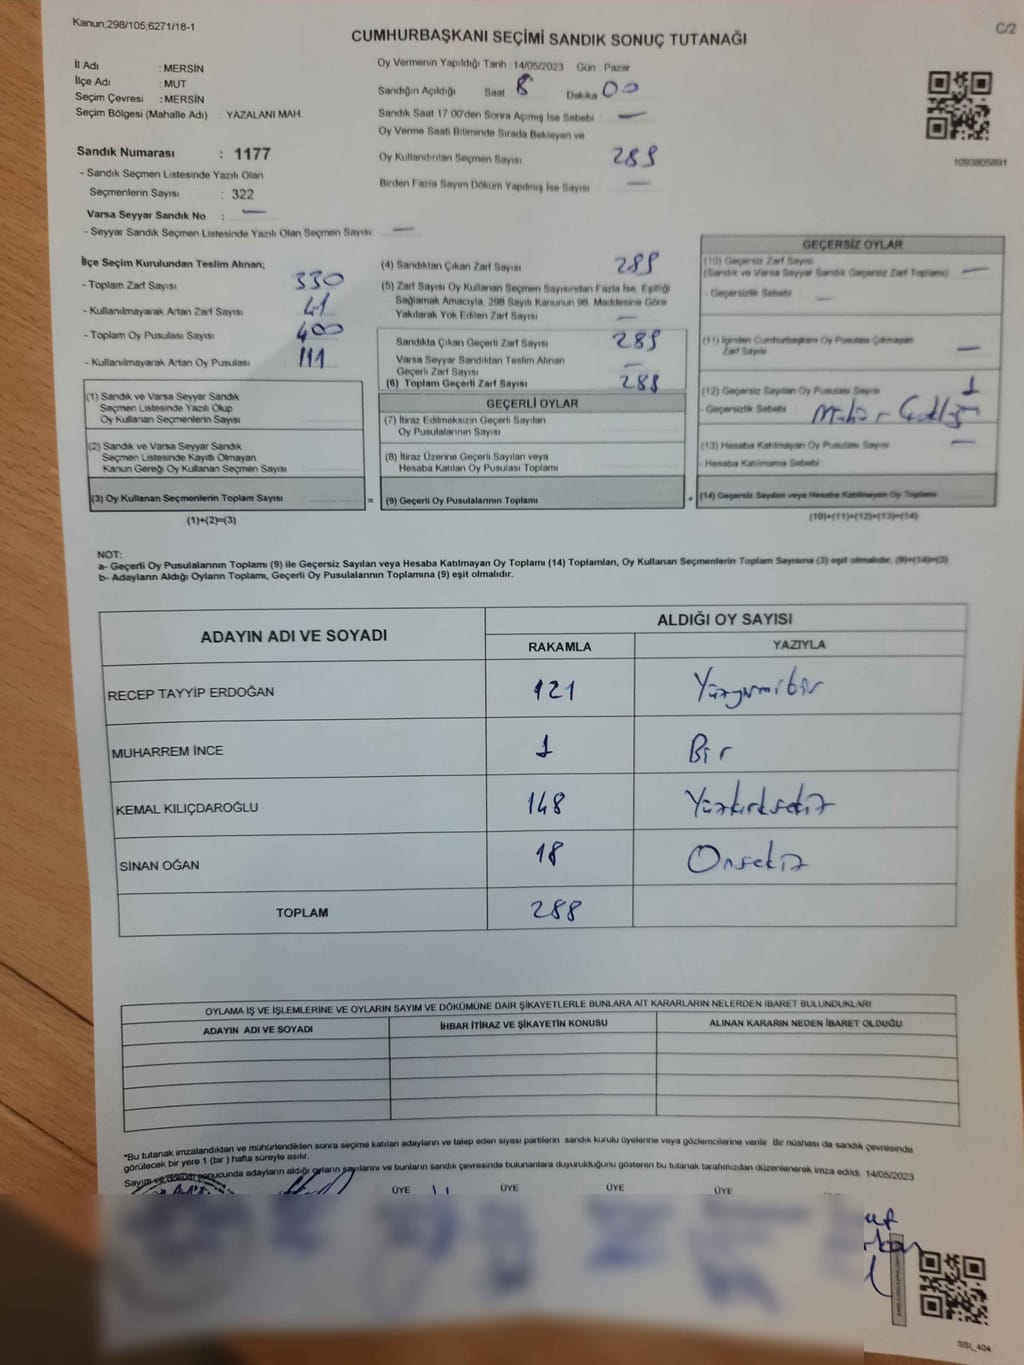 Kanun;298/105;6271/18-1
C/2
CUMHURBAŞKANI SEÇİMİ SANDIK SONUÇ TUTANAĞI
İl Adı : MERSİN
İlçe Adı : MUT
Seçim Çevresi : MERSİN
Seçim Bölgesi (Mahalle Adı) : YAZALANI MAH.
Sandık Numarası : 1177
- Sandık Seçmen Listesinde Yazılı Olan
Seçmenlerin Sayısı : 322
Varsa Seyyar Sandık No : —
- Seyyar Sandık Seçmen Listesinde Yazılı Olan Seçmen Sayısı: —
Oy Vermenin Yapıldığı Tarih :14/05/2023 Gün : Pazar
Sandığın Açıldığı Saat 8 Dakika 00
Sandık Saat 17:00'den Sonra Açımış İse Sebebi : —
Oy Verme Saati Bitiminde Sırada Bekleyen ve
Oy Kullandırılan Seçmen Sayısı 289
Birden Fazla Sayım Döküm Yapılmış İse Sayısı —
1093805891
İlçe Seçim Kurulundan Teslim Alınan;
- Toplam Zarf Sayısı 330
- Kullanılmayarak Artan Zarf Sayısı 41
- Toplam Oy Pusulası Sayısı 400
- Kullanılmayarak Artan Oy Pusulası 111
(1) Sandık ve Varsa Seyyar Sandık
Seçmen Listesinde Yazılı Olup
Oy Kullanan Seçmenlerin Sayısı
(2) Sandık ve Varsa Seyyar Sandık
Seçmen Listesinde Kayıtlı Olmayan
Kanun Gereği Oy Kullanan Seçmen Sayısı
(3) Oy Kullanan Seçmenlerin Toplam Sayısı =
(1)+(2)=(3)
(4) Sandıktan Çıkan Zarf Sayısı 289
(5) Zarf Sayısı Oy Kullanan Seçmen Sayısından Fazla İse, Eşitliği
Sağlamak Amacıyla, 298 Sayılı Kanunun 98. Maddesine Göre
Yakılarak Yok Edilen Zarf Sayısı —
Sandıkta Çıkan Geçerli Zarf Sayısı 289
Varsa Seyyar Sandıktan Teslim Alınan
Geçerli Zarf Sayısı —
(6) Toplam Geçerli Zarf Sayısı 289
GEÇERLİ OYLAR
(7) İtiraz Edilmeksizin Geçerli Sayılan
Oy Pusulalarının Sayısı
(8) İtiraz Üzerine Geçerli Sayılan veya
Hesaba Katılan Oy Pusulası Toplamı
(9) Geçerli Oy Pusulalarının Toplamı +
GEÇERSİZ OYLAR
(10) Geçersiz Zarf Sayısı
(Sandık ve Varsa Seyyar Sandık Geçersiz Zarf Toplamı) —
- Geçersizlik Sebebi —
(11) İçinden Cumhurbaşkanı Oy Pusulası Çıkmayan
Zarf Sayısı —
(12) Geçersiz Sayılan Oy Pusulası Sayısı 1
- Geçersizlik Sebebi
(13) Hesaba Katılmayan Oy Pusulası Sayısı —
- Hesaba Katılmama Sebebi
(14) Geçersiz Sayılan veya Hesaba Katılmayan Oy Toplamı
(10)+(11)+(12)+(13)=(14)
NOT:
a- Geçerli Oy Pusulalarının Toplamı (9) ile Geçersiz Sayılan veya Hesaba Katılmayan Oy Toplamı (14) Toplamları, Oy Kullanan Seçmenlerin Toplam Sayısına (3) eşit olmalıdır. (9)+(14)=(3)
b- Adayların Aldığı Oyların Toplamı, Geçerli Oy Pusulalarının Toplamına (9) eşit olmalıdır.
ADAYIN ADI VE SOYADI
ALDIĞI OY SAYISI
RAKAMLA YAZIYLA
RECEP TAYYİP ERDOĞAN 121 Yüzyirmibir
MUHARREM İNCE 1 Bir
KEMAL KILIÇDAROĞLU 148 Yüzkırksekiz
SİNAN OĞAN 18 Onsekiz
TOPLAM 288
OYLAMA İŞ VE İŞLEMLERİNE VE OYLARIN SAYIM VE DÖKÜMÜNE DAİR ŞİKAYETLERLE BUNLARA AİT KARARLARIN NELERDEN İBARET BULUNDUKLARI
ADAYIN ADI VE SOYADI İHBAR İTİRAZ VE ŞİKAYETİN KONUSU ALINAN KARARIN NEDEN İBARET OLDUĞU
*Bu tutanak imzalandıktan ve mühürlendikten sonra seçime katılan adayların ve talep eden siyasi partilerin sandık kurulu üyelerine veya gözlemcilerine verilir. Bir nüshası da sandık çevresinde
görülecek bir yere 1 (bir ) hafta süreyle asılır.
Sayım ve döküm sonucunda adayların aldığı oyların sayılarını ve bunların sandık çevresinde bulunanlara duyurulduğunu gösteren bu tutanak tarafımızdan düzenlenerek imza edildi. 14/05/2023
ÜYE ÜYE ÜYE ÜYE
SSI_404